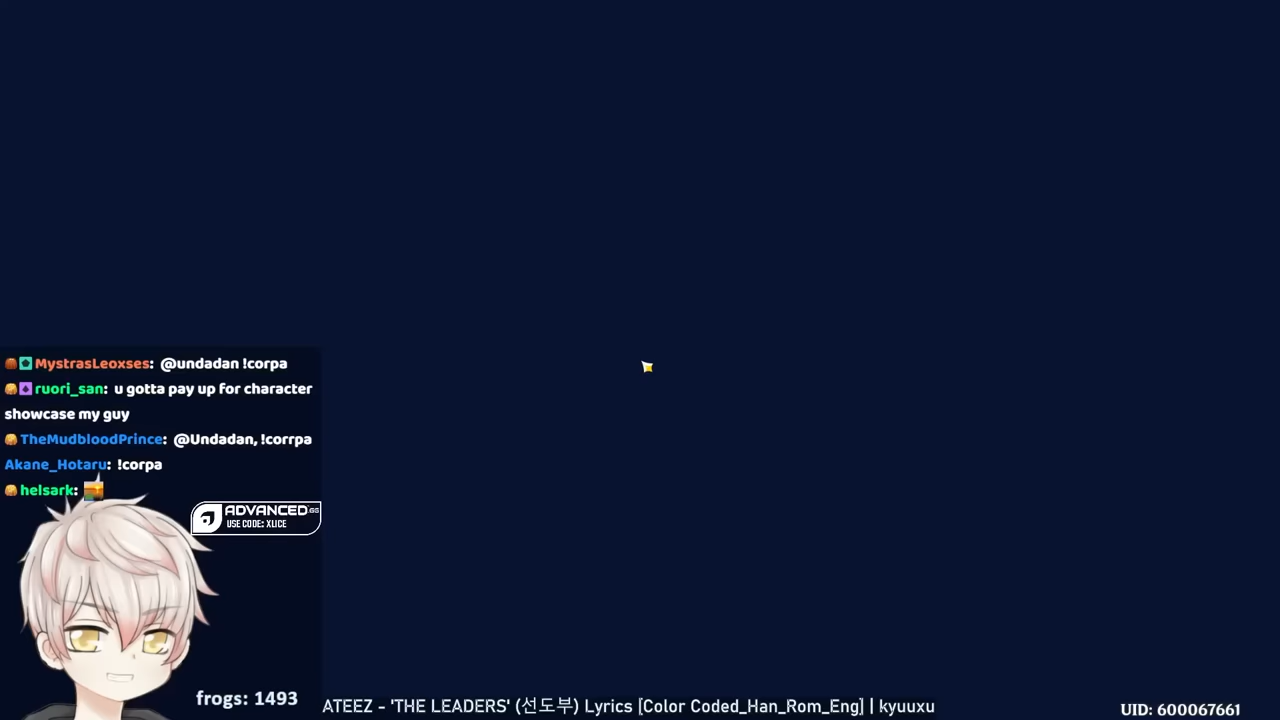 MystrasLeoxses: @undadan !corpa
ruori_san: u gotta pay up for character
showcase my guy
TheMudbloodPrince: @Undadan, !corrpa
Akane_Hotaru: !corpa
helsark:
ADVANCED.GG
USE CODE: XLICE
frogs: 1493
ATEEZ - 'THE LEADERS' (선도부) Lyrics [Color Coded_Han_Rom_Eng] | kyuuxu
UID: 600067661